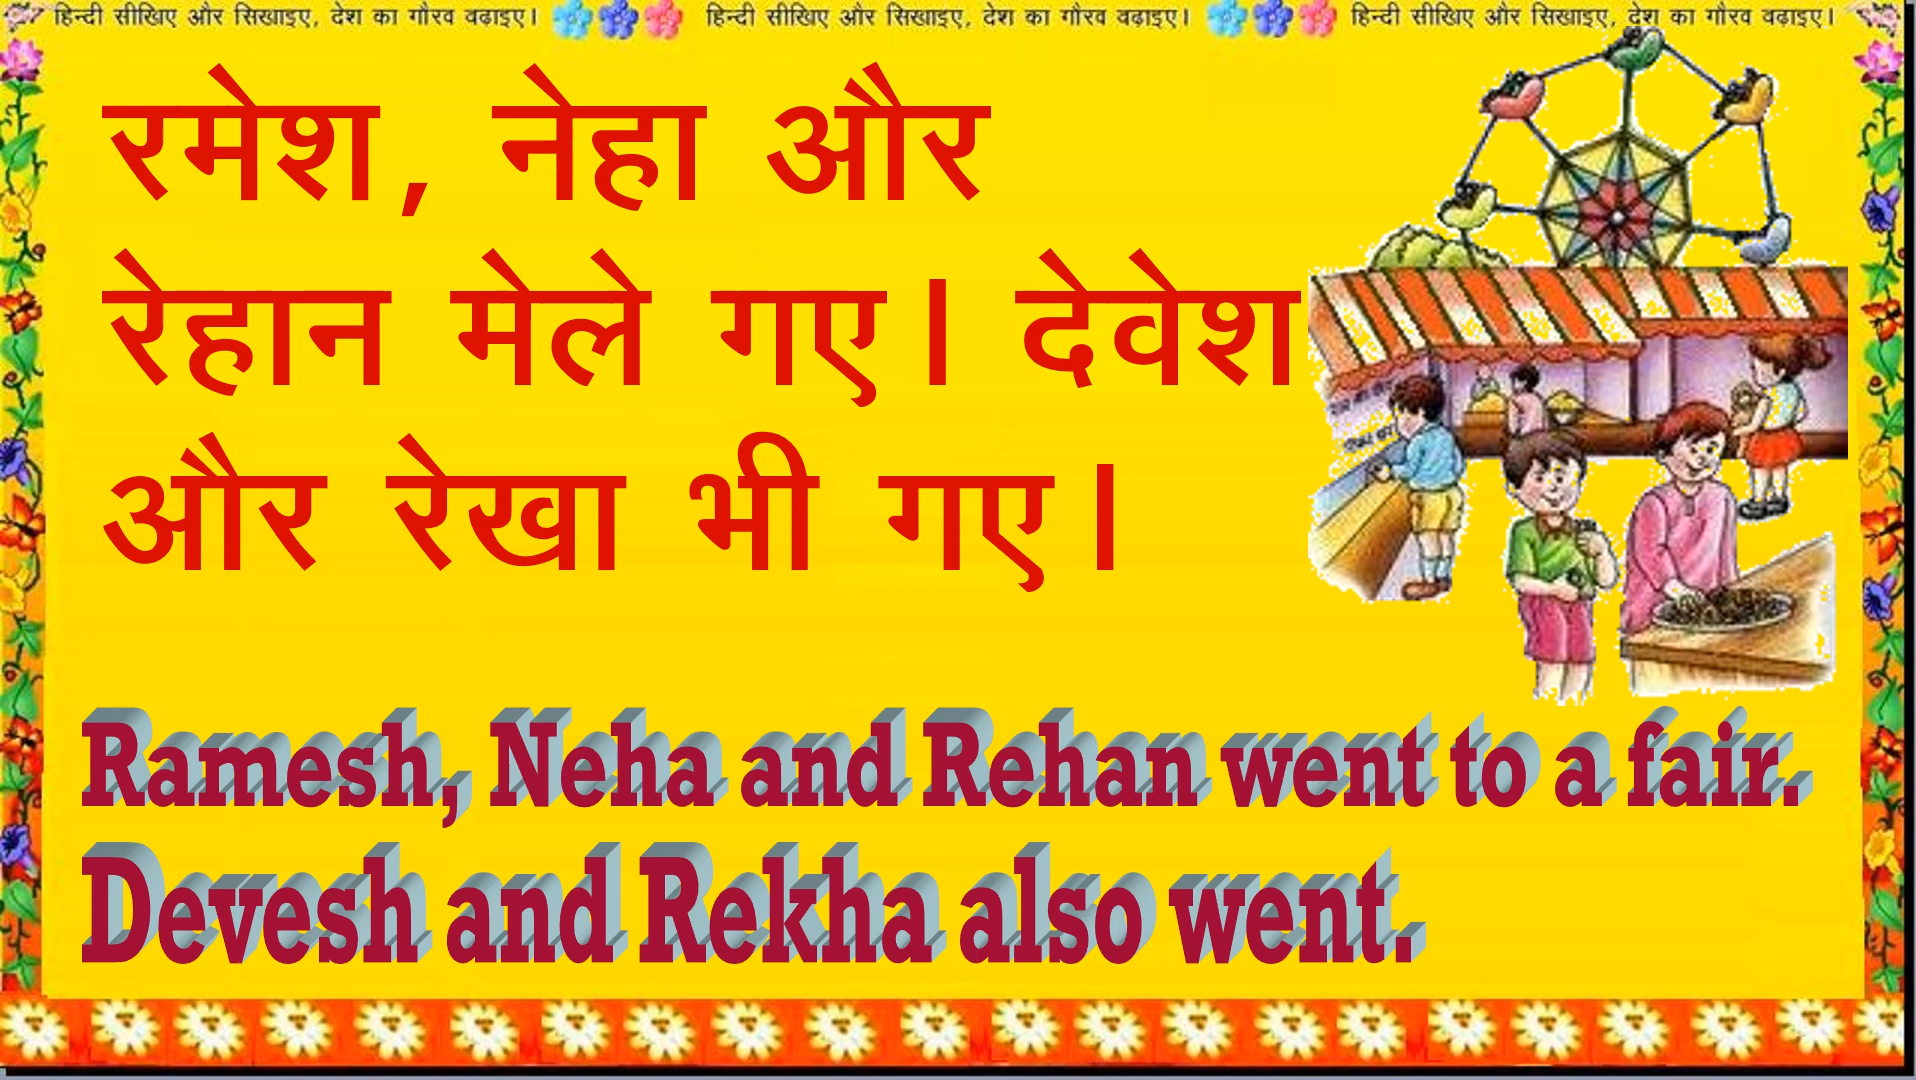 हिन्दी सीखिए और सिखाइए, देश का गौरव बढ़ाइए। हिन्दी सीखिए और सिखाइए, देश का गौरव बढ़ाइए। हिन्दी सीखिए और सिखाइए, देश का गौरव बढ़ाइए।
रमेश, नेहा और
रेहान मेले गए। देवेश
और रेखा भी गए।
Ramesh, Neha and Rehan went to a fair.
Devesh and Rekha also went.